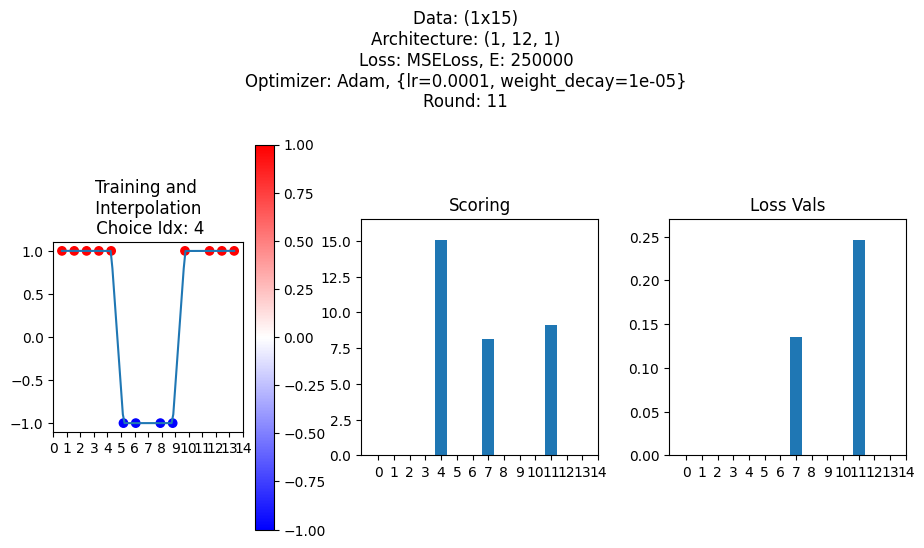 Data: (1x15)
Architecture: (1, 12, 1)
Loss: MSELoss, E: 250000
Optimizer: Adam, {lr=0.0001, weight_decay=1e-05}
Round: 11
Training and
Interpolation
Choice Idx: 4
1.0
0.5
0.0
−0.5
−1.0
0 1 2 3 4 5 6 7 8 9 10 11 12 13 14
1.00
0.75
0.50
0.25
0.00
−0.25
−0.50
−0.75
−1.00
Scoring
15.0
12.5
10.0
7.5
5.0
2.5
0.0
0 1 2 3 4 5 6 7 8 9 10 11 12 13 14
Loss Vals
0.25
0.20
0.15
0.10
0.05
0.00
0 1 2 3 4 5 6 7 8 9 10 11 12 13 14